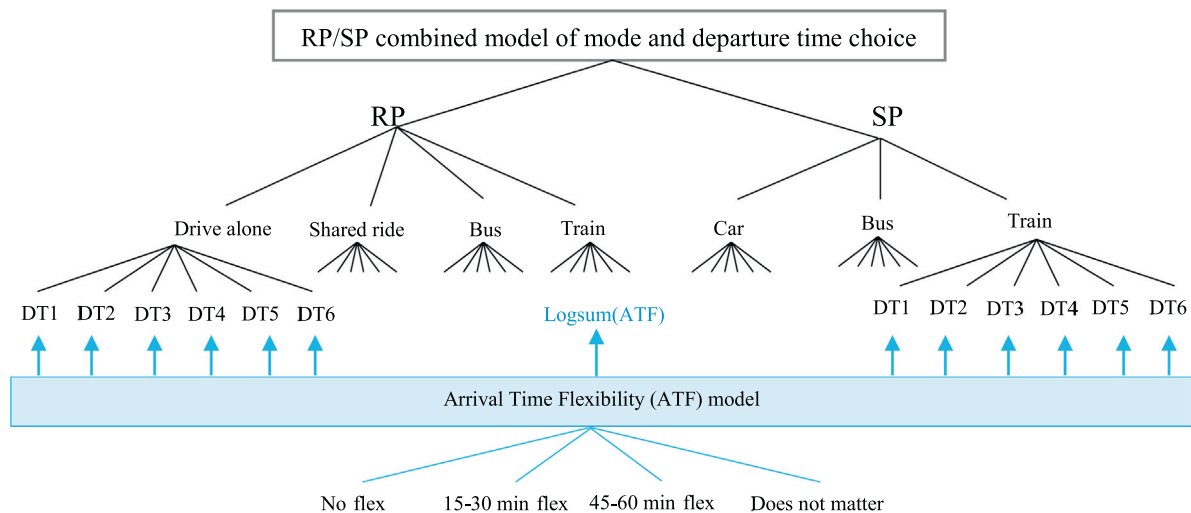 RP/SP combined model of mode and departure time choice
RP
SP
Drive alone
Shared ride
Bus
Train
Car
Bus
Train
DT1
DT2
DT3
DT4
DT5
DT6
Logsum(ATF)
DT1
DT2
DT3
DT4
DT5
DT6
Arrival Time Flexibility (ATF) model
No flex
15-30 min flex
45-60 min flex
Does not matter